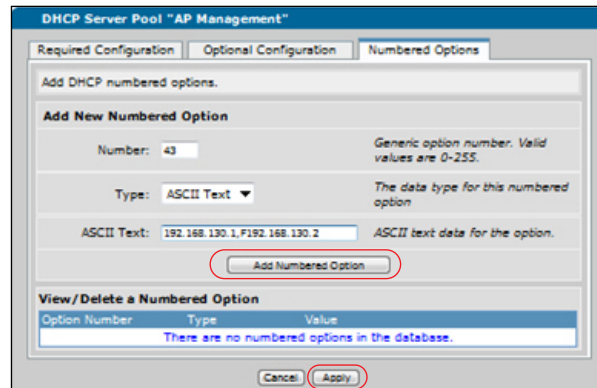 DHCP Server Pool "AP Management"
Required Configuration Optional Configuration Numbered Options
Add DHCP numbered options.
Add New Numbered Option
Number: 43 Generic option number. Valid
values are 0-255.
Type: ASCII Text The data type for this numbered
option
ASCII Text: 192.168.130.1,F192.168.130.2 ASCII text data for the option.
Add Numbered Option
View/Delete a Numbered Option
Option Number Type Value
There are no numbered options in the database.
Cancel Apply